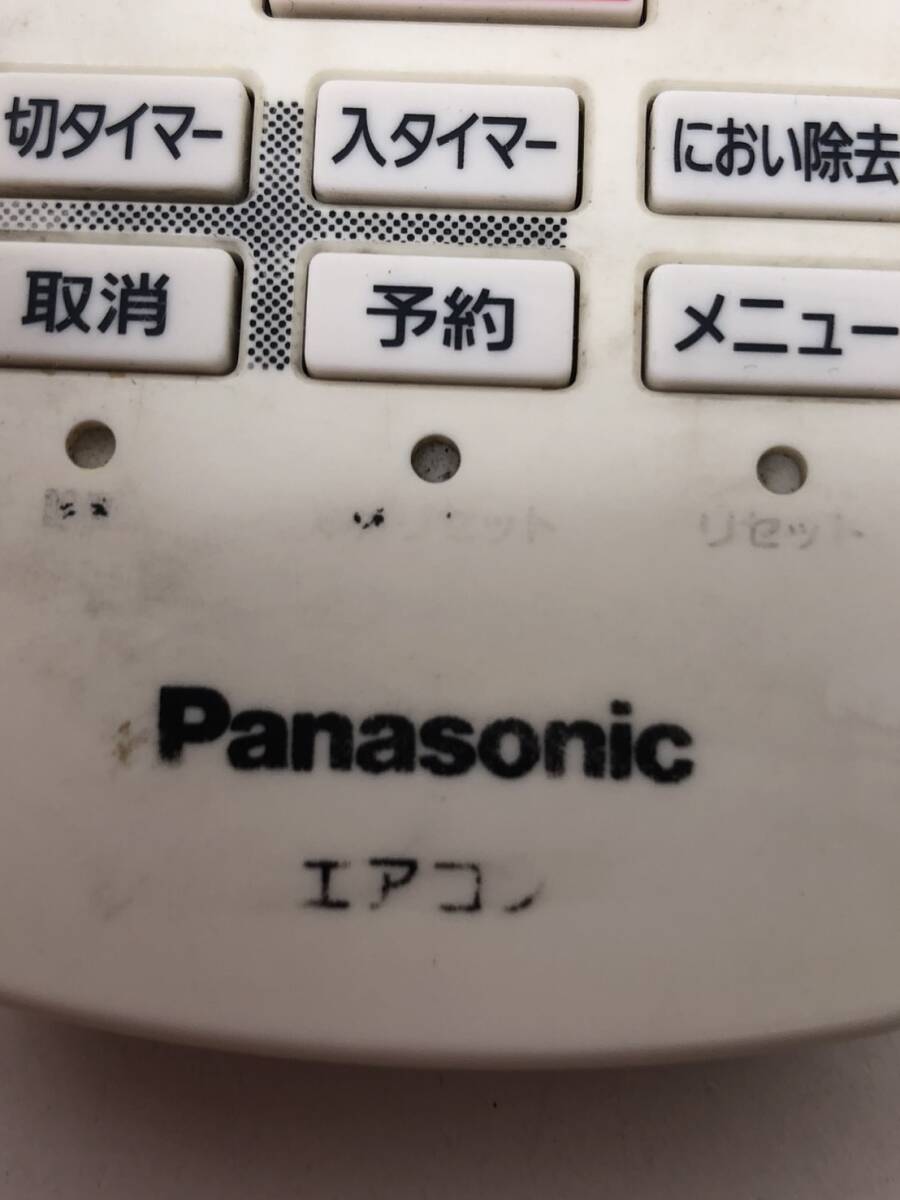 切タイマー 入タイマー におい除去
取消 予約 メニュー
リセット
Panasonic
エアコン